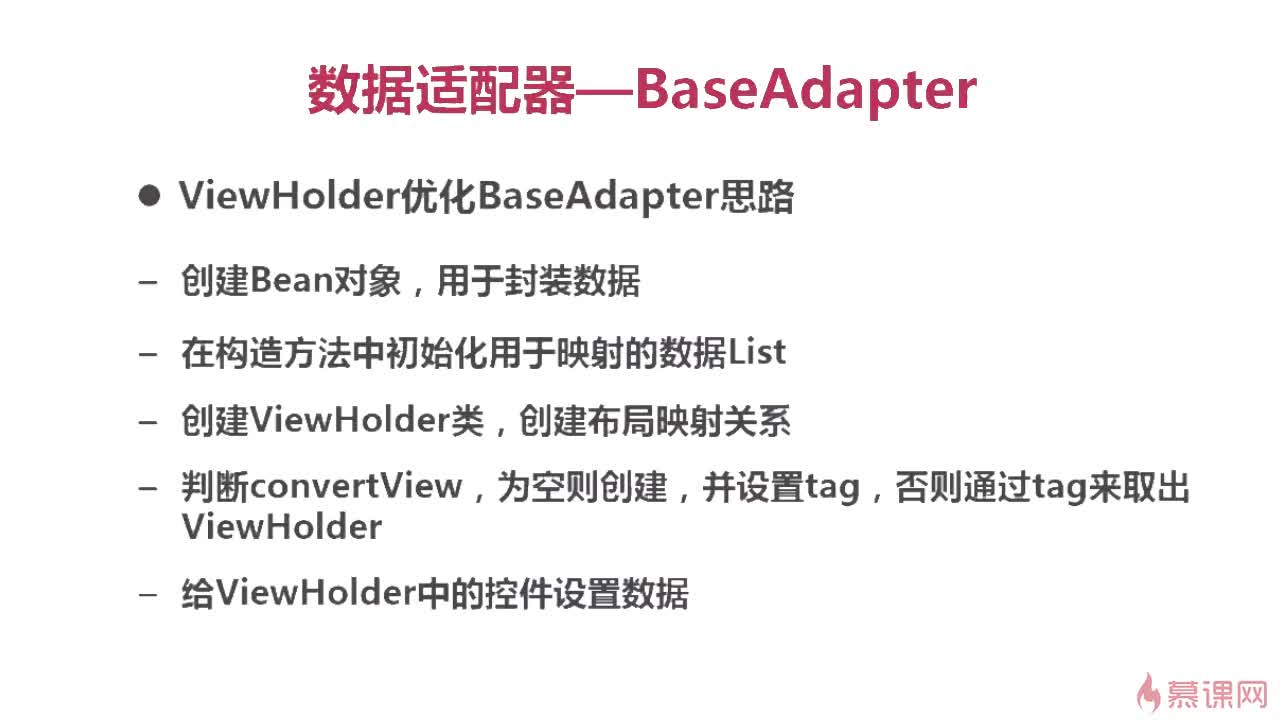 数据适配器—BaseAdapter
● ViewHolder优化BaseAdapter思路
– 创建Bean对象，用于封装数据
– 在构造方法中初始化用于映射的数据List
– 创建ViewHolder类，创建布局映射关系
– 判断convertView，为空则创建，并设置tag，否则通过tag来取出
ViewHolder
– 给ViewHolder中的控件设置数据
慕课网